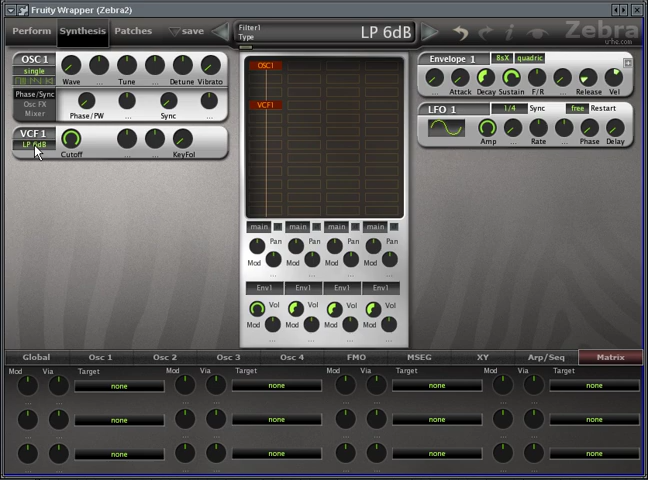 Fruity Wrapper (Zebra2)
Perform Synthesis Patches save Filter1 LP 6dB Zebra
u-he.com
OSC 1
single
Wave ... Tune ... Detune Vibrato
Phase/Sync
Osc FX
Mixer
Phase/PW ... Sync ...
VCF 1
LP 6dB
Cutoff ... ... KeyFol
OSC1
VCF1
main main main main
Pan Pan Pan Pan
Mod Mod Mod Mod
... ... ... ...
Env1 Env1 Env1 Env1
Vol Vol Vol Vol
Mod Mod Mod Mod
... ... ... ...
Envelope 1 8sX quadric
... Attack Decay Sustain F/R ... Release Vel
LFO 1 1/4 Sync free Restart
Amp ... Rate ... Phase Delay
Global Osc 1 Osc 2 Osc 3 Osc 4 FMO MSEG XY Arp/Seq Matrix
Mod Via Target Mod Via Target Mod Via Target Mod Via Target
none none none none
... ... ... ...
none none none none
... ... ... ...
none none none none
... ... ... ...